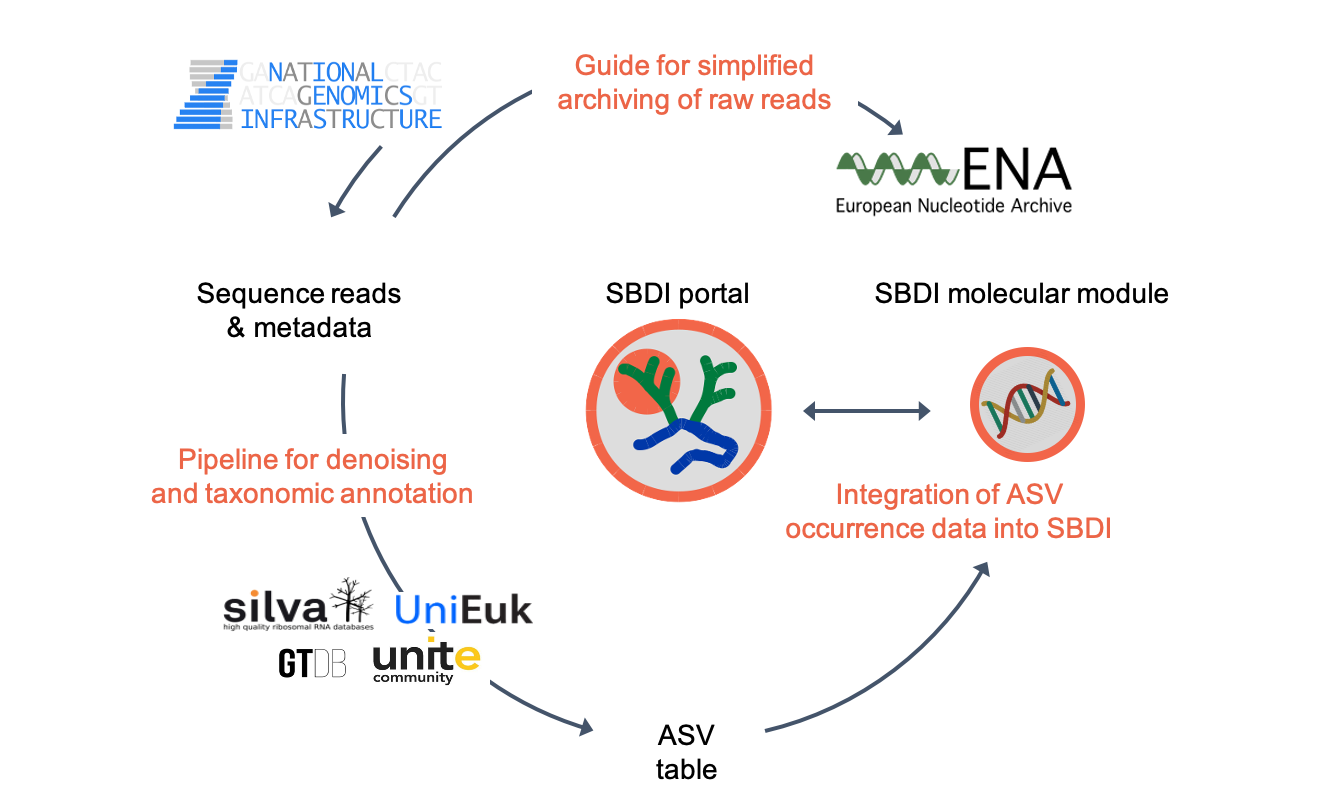 GANATIONALCTAC
ATCAGENOMICSGT
INFRASTRUCTURE
Guide for simplified
archiving of raw reads
ENA
European Nucleotide Archive
Sequence reads
& metadata
SBDI portal
SBDI molecular module
Pipeline for denoising
and taxonomic annotation
Integration of ASV
occurrence data into SBDI
silva
high quality ribosomal RNA databases
UniEuk
GTDB
unite
community
ASV
table